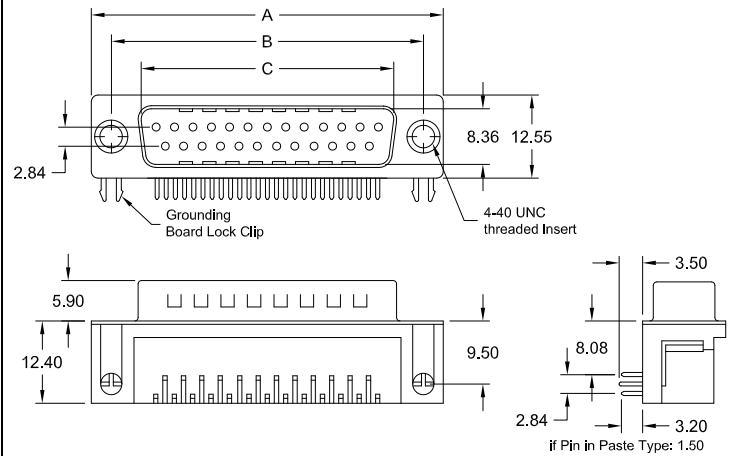 A
B
C
8.36
12.55
2.84
Grounding
Board Lock Clip
4-40 UNC
threaded Insert
5.90
12.40
9.50
3.50
8.08
2.84
3.20
if Pin in Paste Type: 1.50